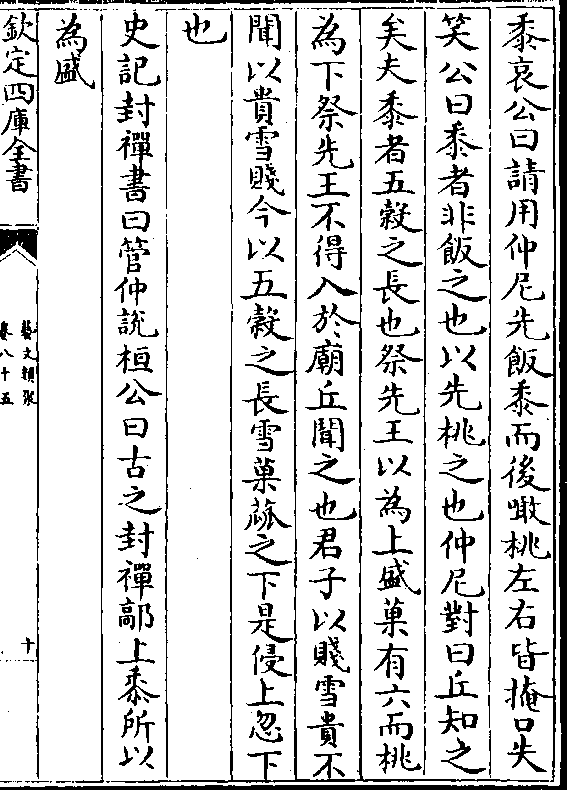 黍哀公曰請用仲尼先飯黍而後噉桃左右皆掩口失
笑公曰黍者非飯之也以先桃之也仲尼對曰丘知之
矣夫黍者五穀之長也祭先王以為上盛菓有六而桃
為下祭先王不得入於廟丘聞之也君子以賤雪貴不
聞以貴雪賤今以五穀之長雪菓蓏之下是侵上忽下
也
史記封禪書曰管仲說桓公曰古之封禪鄗上黍所以
為盛
欽定四庫全書
藝文類聚
卷八十五
十